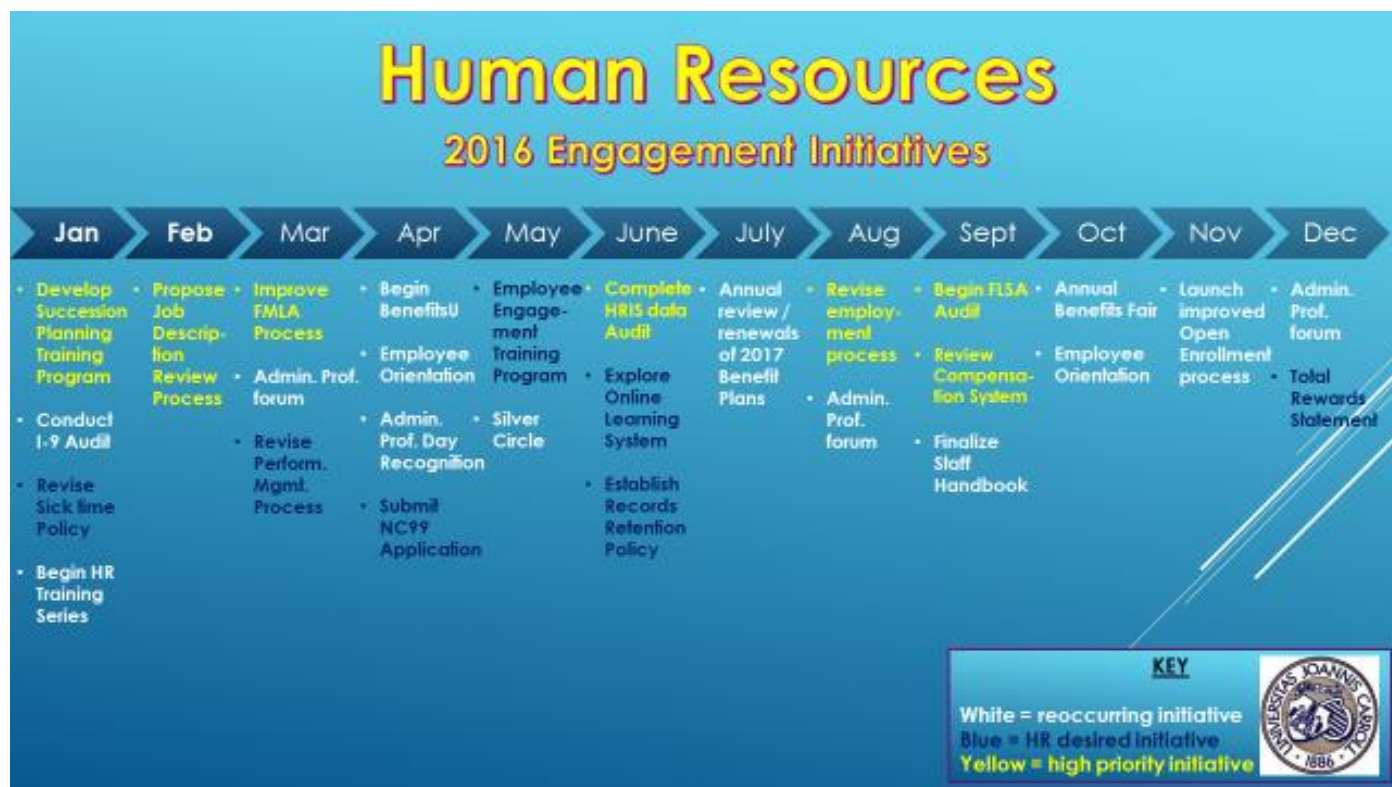 Human Resources
2016 Engagement Initiatives
Jan
Feb
Mar
Apr
May
June
July
Aug
Sept
Oct
Nov
Dec
• Develop
Succession
Planning
Training
Program
• Conduct
I-9 Audit
• Revise
Sick time
Policy
• Begin HR
Training
Series
• Propose
Job
Descrip-
tion
Review
Process
• Improve
FMLA
Process
• Admin. Prof.
forum
• Revise
Perform.
Mgmt.
Process
• Begin
BenefitsU
• Employee
Orientation
• Admin.
Prof. Day
Recognition
• Submit
NC99
Application
• Employee
Engage-
ment
Training
Program
• Silver
Circle
• Complete
HRIS data
Audit
• Explore
Online
Learning
System
• Establish
Records
Retention
Policy
• Annual
review /
renewals
of 2017
Benefit
Plans
• Revise
employ-
ment
process
• Admin.
Prof.
forum
• Begin FLSA
Audit
• Review
Compensa-
tion System
• Finalize
Staff
Handbook
• Annual
Benefits Fair
• Employee
Orientation
• Launch
improved
Open
Enrollment
process
• Admin.
Prof.
forum
• Total
Rewards
Statement
KEY
White = reoccurring initiative
Blue = HR desired initiative
Yellow = high priority initiative
UNIVERSITAS JOANNIS CARROLL
• 1886 •